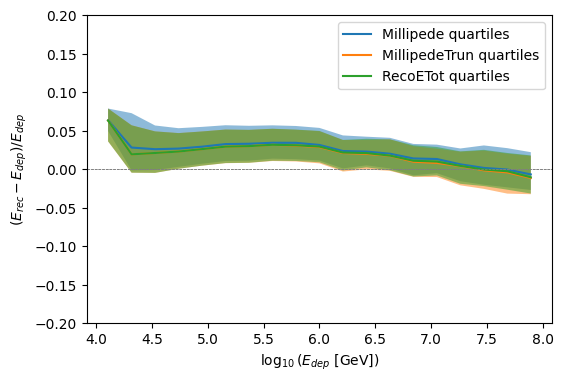 0.20
0.15
0.10
0.05
0.00
−0.05
−0.10
−0.15
−0.20
(E_rec − E_dep)/E_dep
Millipede quartiles
MillipedeTrun quartiles
RecoETot quartiles
4.0 4.5 5.0 5.5 6.0 6.5 7.0 7.5 8.0
log₁₀ (E_dep [GeV])